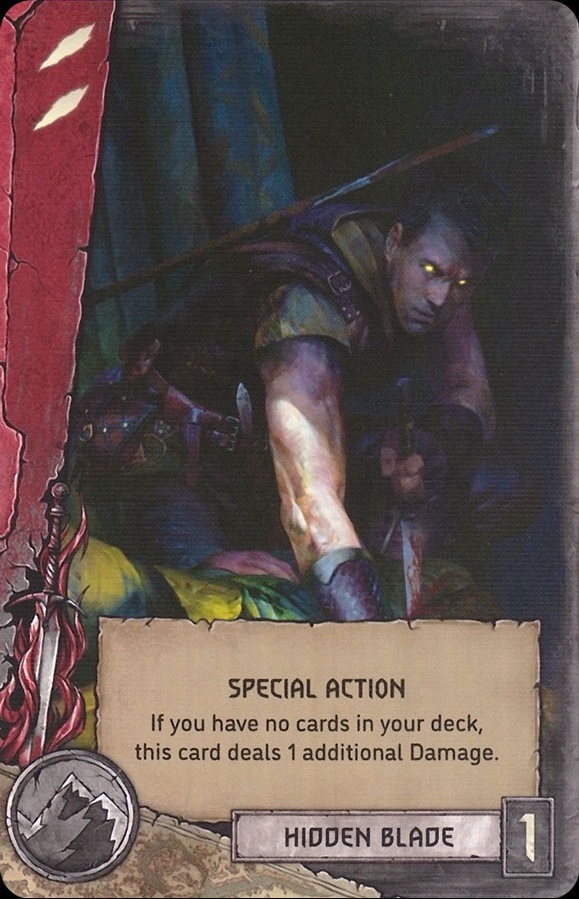 SPECIAL ACTION
If you have no cards in your deck,
this card deals 1 additional Damage.
HIDDEN BLADE
1